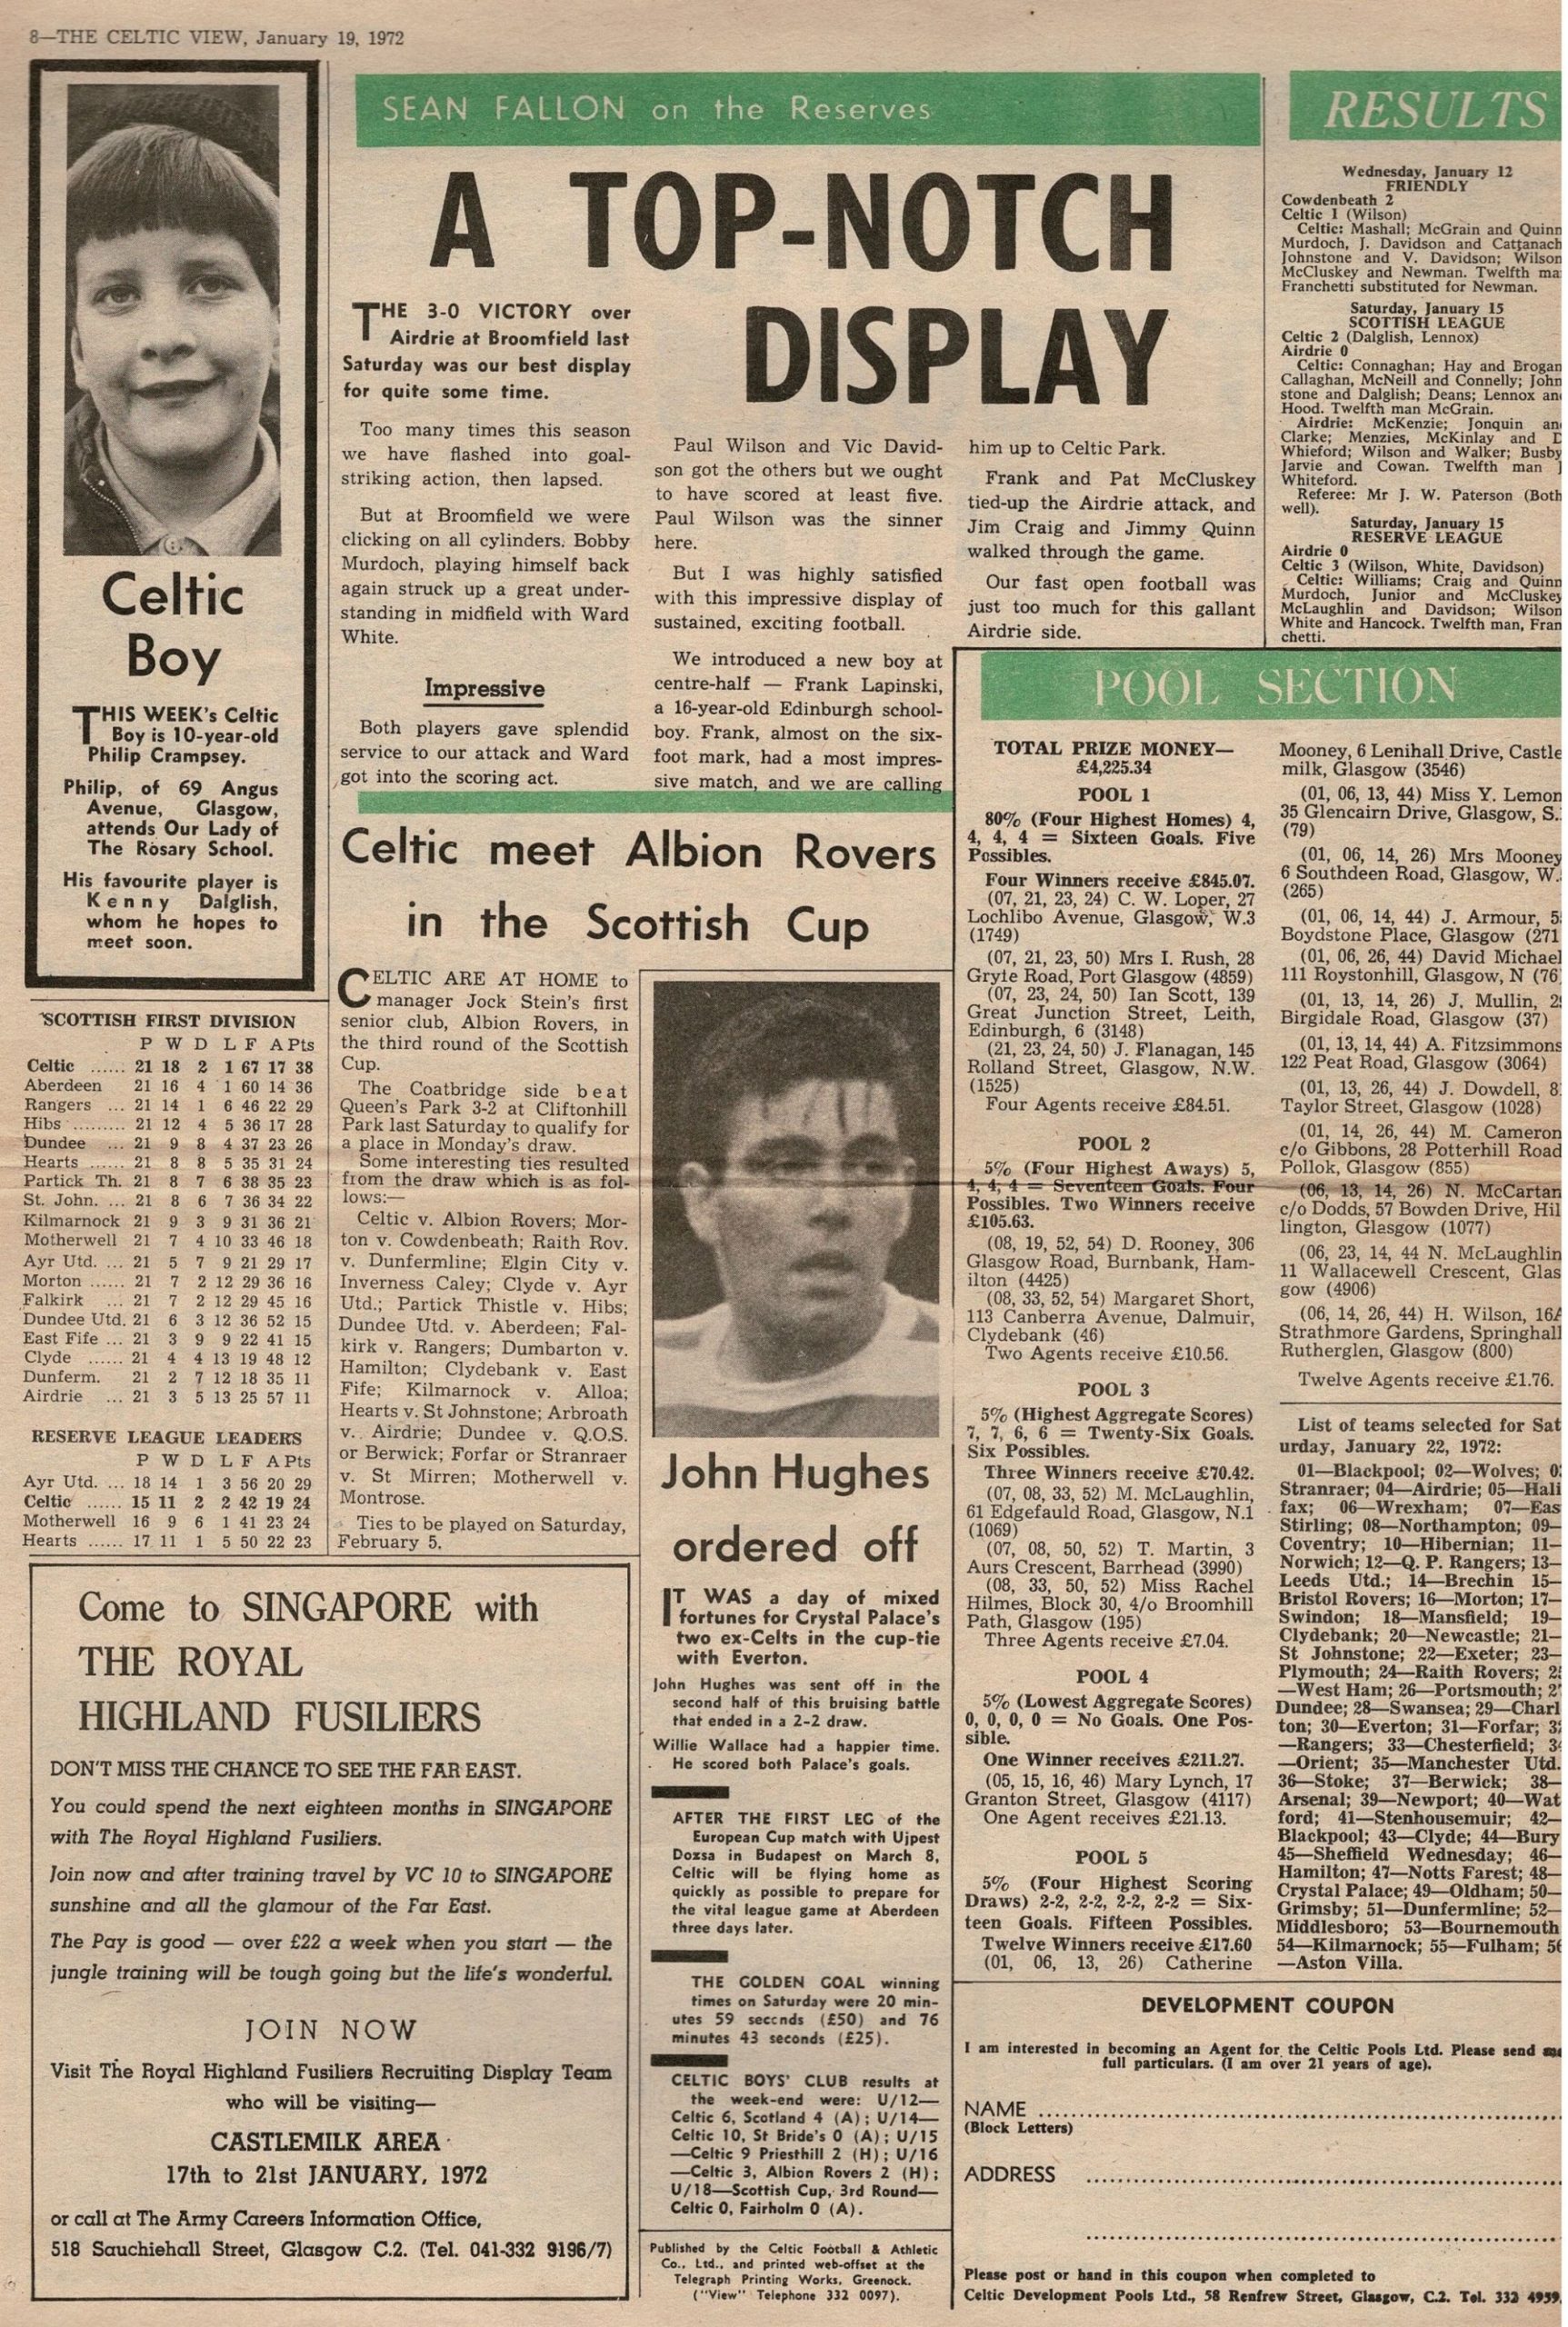 8—THE CELTIC VIEW, January 19, 1972
Celtic
Boy
THIS WEEK's Celtic
Boy is 10-year-old
Philip Crampsey.
Philip, of 69 Angus
Avenue, Glasgow,
attends Our Lady of
The Rosary School.
His favourite player is
Kenny Dalglish,
whom he hopes to
meet soon.
SCOTTISH FIRST DIVISION
P W D L F A Pts
Celtic ...... 21 18 2 1 67 17 38
Aberdeen 21 16 4 1 60 14 36
Rangers ... 21 14 1 6 46 22 29
Hibs ......... 21 12 4 5 36 17 28
Dundee ... 21 9 8 4 37 23 26
Hearts ...... 21 8 8 5 35 31 24
Partick Th. 21 8 7 6 38 35 23
St. John. ... 21 8 6 7 36 34 22
Kilmarnock 21 9 3 9 31 36 21
Motherwell 21 7 4 10 33 46 18
Ayr Utd. ... 21 5 7 9 21 29 17
Morton ...... 21 7 2 12 29 36 16
Falkirk ... 21 7 2 12 29 45 16
Dundee Utd. 21 6 3 12 36 52 15
East Fife ... 21 3 9 9 22 41 15
Clyde ...... 21 4 4 13 19 48 12
Dunferm. 21 2 7 12 18 35 11
Airdrie ... 21 3 5 13 25 57 11
RESERVE LEAGUE LEADERS
P W D L F A Pts
Ayr Utd. ... 18 14 1 3 56 20 29
Celtic ...... 15 11 2 2 42 19 24
Motherwell 16 9 6 1 41 23 24
Hearts ...... 17 11 1 5 50 22 23
SEAN FALLON on the Reserves
A TOP-NOTCH
DISPLAY
THE 3-0 VICTORY over
Airdrie at Broomfield last
Saturday was our best display
for quite some time.
Too many times this season
we have flashed into goal-
striking action, then lapsed.
But at Broomfield we were
clicking on all cylinders. Bobby
Murdoch, playing himself back
again struck up a great under-
standing in midfield with Ward
White.
Impressive
Both players gave splendid
service to our attack and Ward
got into the scoring act.
Paul Wilson and Vic David-
son got the others but we ought
to have scored at least five.
Paul Wilson was the sinner
here.
But I was highly satisfied
with this impressive display of
sustained, exciting football.
We introduced a new boy at
centre-half — Frank Lapinski,
a 16-year-old Edinburgh school-
boy. Frank, almost on the six-
foot mark, had a most impres-
sive match, and we are calling
him up to Celtic Park.
Frank and Pat McCluskey
tied-up the Airdrie attack, and
Jim Craig and Jimmy Quinn
walked through the game.
Our fast open football was
just too much for this gallant
Airdrie side.
Celtic meet Albion Rovers
in the Scottish Cup
CELTIC ARE AT HOME to
manager Jock Stein's first
senior club, Albion Rovers, in
the third round of the Scottish
Cup.
The Coatbridge side beat
Queen's Park 3-2 at Cliftonhill
Park last Saturday to qualify for
a place in Monday's draw.
Some interesting ties resulted
from the draw which is as fol-
lows:—
Celtic v. Albion Rovers; Mor-
ton v. Cowdenbeath; Raith Rov.
v. Dunfermline; Elgin City v.
Inverness Caley; Clyde v. Ayr
Utd.; Partick Thistle v. Hibs;
Dundee Utd. v. Aberdeen; Fal-
kirk v. Rangers; Dumbarton v.
Hamilton; Clydebank v. East
Fife; Kilmarnock v. Alloa;
Hearts v. St Johnstone; Arbroath
v. Airdrie; Dundee v. Q.O.S.
or Berwick; Forfar or Stranraer
v. St Mirren; Motherwell v.
Montrose.
Ties to be played on Saturday,
February 5.
John Hughes
ordered off
IT WAS a day of mixed
fortunes for Crystal Palace's
two ex-Celts in the cup-tie
with Everton.
John Hughes was sent off in the
second half of this bruising battle
that ended in a 2-2 draw.
Willie Wallace had a happier time.
He scored both Palace's goals.
AFTER THE FIRST LEG of the
European Cup match with Ujpest
Dozsa in Budapest on March 8,
Celtic will be flying home as
quickly as possible to prepare for
the vital league game at Aberdeen
three days later.
THE GOLDEN GOAL winning
times on Saturday were 20 min-
utes 59 seconds (£50) and 76
minutes 43 seconds (£25).
CELTIC BOYS' CLUB results at
the week-end were: U/12—
Celtic 6, Scotland 4 (A); U/14—
Celtic 10, St Bride's 0 (A); U/15
—Celtic 9 Priesthill 2 (H); U/16
—Celtic 3, Albion Rovers 2 (H);
U/18—Scottish Cup, 3rd Round—
Celtic 0, Fairholm 0 (A).
Published by the Celtic Football & Athletic
Co., Ltd., and printed web-offset at the
Telegraph Printing Works, Greenock.
("View" Telephone 332 0097).
Come to SINGAPORE with
THE ROYAL
HIGHLAND FUSILIERS
DON'T MISS THE CHANCE TO SEE THE FAR EAST.
You could spend the next eighteen months in SINGAPORE
with The Royal Highland Fusiliers.
Join now and after training travel by VC 10 to SINGAPORE
sunshine and all the glamour of the Far East.
The Pay is good — over £22 a week when you start — the
jungle training will be tough going but the life's wonderful.
JOIN NOW
Visit The Royal Highland Fusiliers Recruiting Display Team
who will be visiting—
CASTLEMILK AREA
17th to 21st JANUARY, 1972
or call at The Army Careers Information Office,
518 Sauchiehall Street, Glasgow C.2. (Tel. 041-332 9196/7)
RESULTS
Wednesday, January 12
FRIENDLY
Cowdenbeath 2
Celtic 1 (Wilson)
Celtic: Mashall; McGrain and Quinn
Murdoch, J. Davidson and Cattanach
Johnstone and V. Davidson; Wilson
McCluskey and Newman. Twelfth ma
Franchetti substituted for Newman.
Saturday, January 15
SCOTTISH LEAGUE
Celtic 2 (Dalglish, Lennox)
Airdrie 0
Celtic: Connaghan; Hay and Brogan
Callaghan, McNeill and Connelly; John
stone and Dalglish; Deans; Lennox an
Hood. Twelfth man McGrain.
Airdrie: McKenzie; Jonquin an
Clarke; Menzies, McKinlay and D
Whieford; Wilson and Walker; Busby
Jarvie and Cowan. Twelfth man J
Whiteford.
Referee: Mr J. W. Paterson (Both
well).
Saturday, January 15
RESERVE LEAGUE
Airdrie 0
Celtic 3 (Wilson, White, Davidson)
Celtic: Williams; Craig and Quinn
Murdoch, Junior and McCluskey
McLaughlin and Davidson; Wilson
White and Hancock. Twelfth man, Fran
chetti.
POOL SECTION
TOTAL PRIZE MONEY—
£4,225.34
POOL 1
80% (Four Highest Homes) 4,
4, 4, 4 = Sixteen Goals. Five
Possibles.
Four Winners receive £845.07.
(07, 21, 23, 24) C. W. Loper, 27
Lochlibo Avenue, Glasgow, W.3
(1749)
(07, 21, 23, 50) Mrs I. Rush, 28
Gryfe Road, Port Glasgow (4859)
(07, 23, 24, 50) Ian Scott, 139
Great Junction Street, Leith,
Edinburgh, 6 (3148)
(21, 23, 24, 50) J. Flanagan, 145
Rolland Street, Glasgow, N.W.
(1525)
Four Agents receive £84.51.
POOL 2
5% (Four Highest Aways) 5,
4, 4, 4 = Seventeen Goals. Four
Possibles. Two Winners receive
£105.63.
(08, 19, 52, 54) D. Rooney, 306
Glasgow Road, Burnbank, Ham-
ilton (4425)
(08, 33, 52, 54) Margaret Short,
113 Canberra Avenue, Dalmuir,
Clydebank (46)
Two Agents receive £10.56.
POOL 3
5% (Highest Aggregate Scores)
7, 7, 6, 6 = Twenty-Six Goals.
Six Possibles.
Three Winners receive £70.42.
(07, 08, 33, 52) M. McLaughlin,
61 Edgefauld Road, Glasgow, N.1
(1069)
(07, 08, 50, 52) T. Martin, 3
Aurs Crescent, Barrhead (3990)
(08, 33, 50, 52) Miss Rachel
Hilmes, Block 30, 4/o Broomhill
Path, Glasgow (195)
Three Agents receive £7.04.
POOL 4
5% (Lowest Aggregate Scores)
0, 0, 0, 0 = No Goals. One Pos-
sible.
One Winner receives £211.27.
(05, 15, 16, 46) Mary Lynch, 17
Granton Street, Glasgow (4117)
One Agent receives £21.13.
POOL 5
5% (Four Highest Scoring
Draws) 2-2, 2-2, 2-2, 2-2 = Six-
teen Goals. Fifteen Possibles.
Twelve Winners receive £17.60
(01, 06, 13, 26) Catherine
Mooney, 6 Lenihall Drive, Castle
milk, Glasgow (3546)
(01, 06, 13, 44) Miss Y. Lemon
35 Glencairn Drive, Glasgow, S.
(79)
(01, 06, 14, 26) Mrs Mooney
6 Southdeen Road, Glasgow, W.
(265)
(01, 06, 14, 44) J. Armour, 5
Boydstone Place, Glasgow (271
(01, 06, 26, 44) David Michael
111 Roystonhill, Glasgow, N (76
(01, 13, 14, 26) J. Mullin, 2
Birgidale Road, Glasgow (37)
(01, 13, 14, 44) A. Fitzsimmons
122 Peat Road, Glasgow (3064)
(01, 13, 26, 44) J. Dowdell, 8
Taylor Street, Glasgow (1028)
(01, 14, 26, 44) M. Cameron
c/o Gibbons, 28 Potterhill Road
Pollok, Glasgow (855)
(06, 13, 14, 26) N. McCartan
c/o Dodds, 57 Bowden Drive, Hil
lington, Glasgow (1077)
(06, 23, 14, 44 N. McLaughlin
11 Wallacewell Crescent, Glas
gow (4906)
(06, 14, 26, 44) H. Wilson, 16A
Strathmore Gardens, Springhall
Rutherglen, Glasgow (800)
Twelve Agents receive £1.76.
List of teams selected for Sat
urday, January 22, 1972:
01—Blackpool; 02—Wolves; 0
Stranraer; 04—Airdrie; 05—Hali
fax; 06—Wrexham; 07—Eas
Stirling; 08—Northampton; 09—
Coventry; 10—Hibernian; 11—
Norwich; 12—Q. P. Rangers; 13—
Leeds Utd.; 14—Brechin 15—
Bristol Rovers; 16—Morton; 17—
Swindon; 18—Mansfield; 19—
Clydebank; 20—Newcastle; 21—
St Johnstone; 22—Exeter; 23—
Plymouth; 24—Raith Rovers; 2
—West Ham; 26—Portsmouth; 2
Dundee; 28—Swansea; 29—Charl
ton; 30—Everton; 31—Forfar; 3
—Rangers; 33—Chesterfield; 3
—Orient; 35—Manchester Utd.
36—Stoke; 37—Berwick; 38—
Arsenal; 39—Newport; 40—Wat
ford; 41—Stenhousemuir; 42—
Blackpool; 43—Clyde; 44—Bury
45—Sheffield Wednesday; 46—
Hamilton; 47—Notts Farest; 48—
Crystal Palace; 49—Oldham; 50—
Grimsby; 51—Dunfermline; 52—
Middlesboro; 53—Bournemouth
54—Kilmarnock; 55—Fulham; 56
—Aston Villa.
DEVELOPMENT COUPON
I am interested in becoming an Agent for the Celtic Pools Ltd. Please send me
full particulars. (I am over 21 years of age).
NAME
(Block Letters)
ADDRESS
Please post or hand in this coupon when completed to
Celtic Development Pools Ltd., 58 Renfrew Street, Glasgow, C.2. Tel. 332 4959